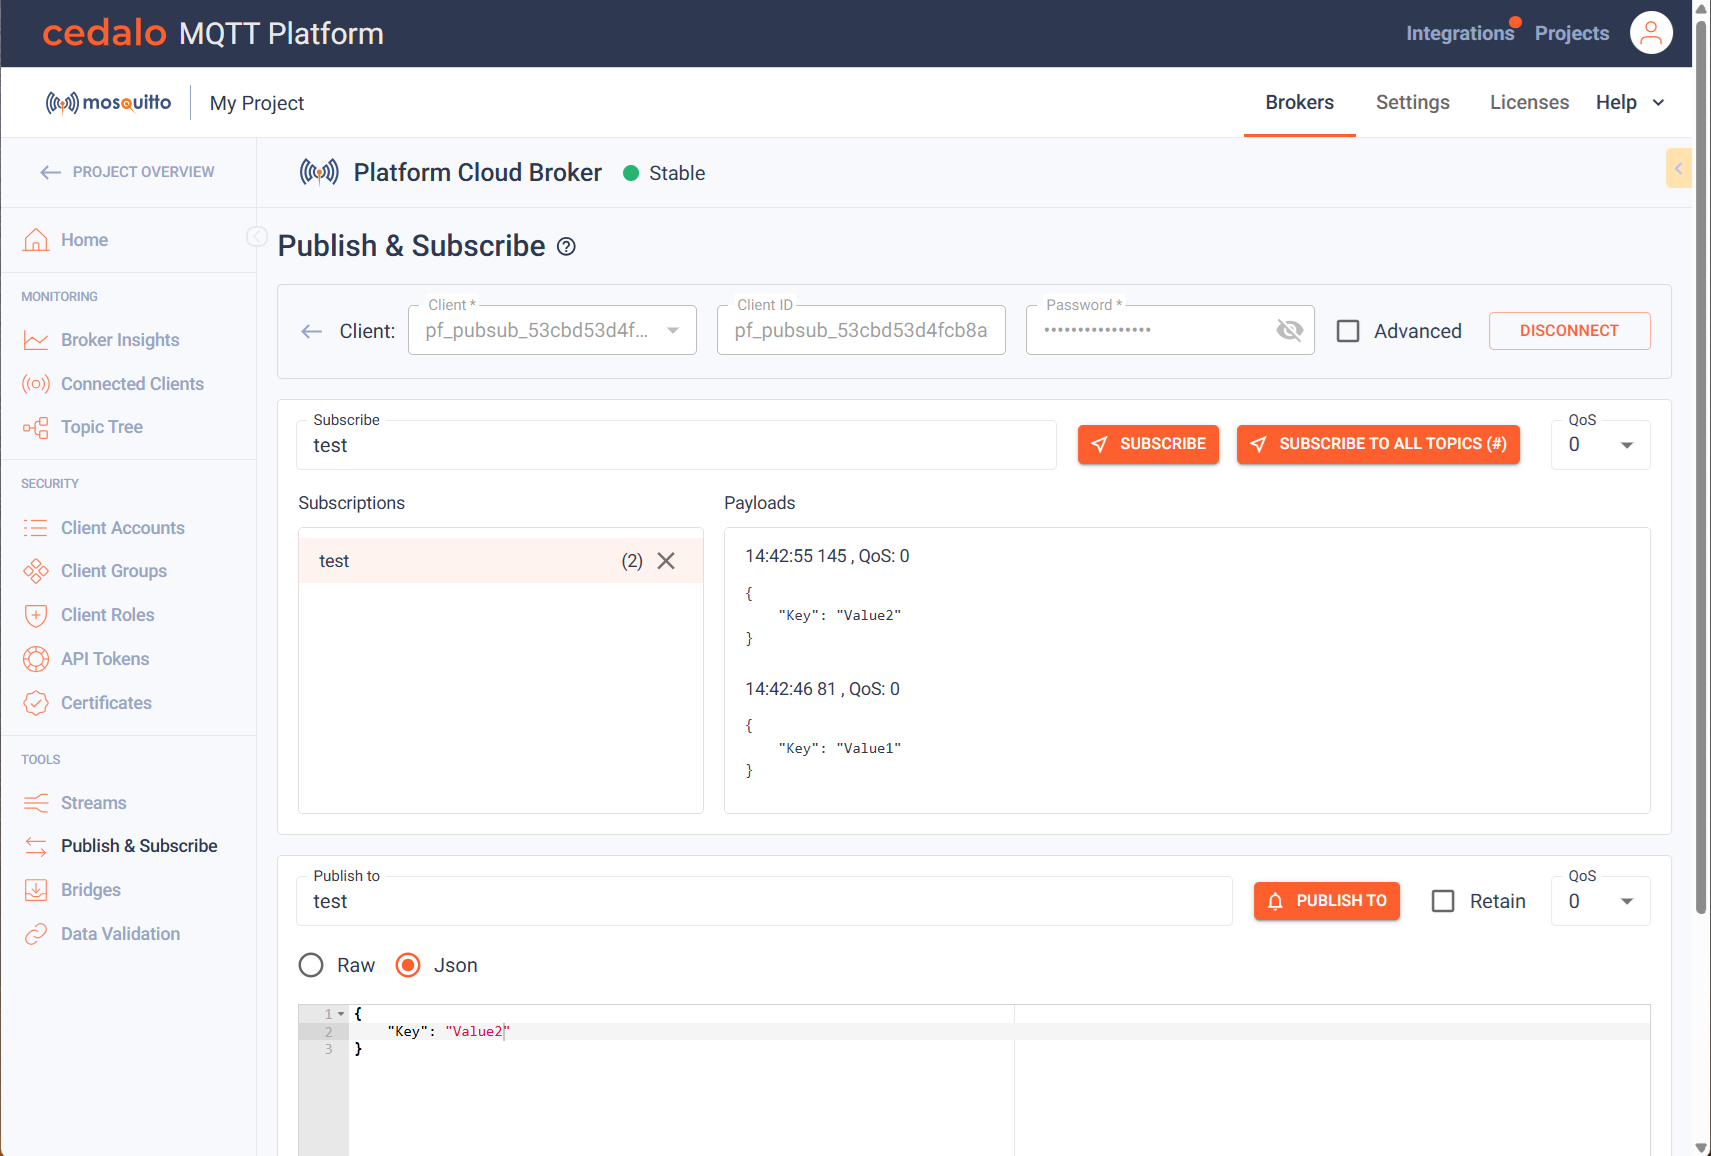 cedalo MQTT Platform
Integrations Projects
mosquitto My Project
Brokers Settings Licenses Help
PROJECT OVERVIEW
Platform Cloud Broker Stable
Home
MONITORING
Broker Insights
Connected Clients
Topic Tree
SECURITY
Client Accounts
Client Groups
Client Roles
API Tokens
Certificates
TOOLS
Streams
Publish & Subscribe
Bridges
Data Validation
Publish & Subscribe
Client:
Client *
pf_pubsub_53cbd53d4f...
Client ID
pf_pubsub_53cbd53d4fcb8a
Password *
••••••••••••••••
Advanced
DISCONNECT
Subscribe
test
SUBSCRIBE
SUBSCRIBE TO ALL TOPICS (#)
QoS
0
Subscriptions
test (2)
Payloads
14:42:55 145 , QoS: 0
{
"Key": "Value2"
}
14:42:46 81 , QoS: 0
{
"Key": "Value1"
}
Publish to
test
PUBLISH TO
Retain
QoS
0
Raw Json
1 {
2 "Key": "Value2"
3 }